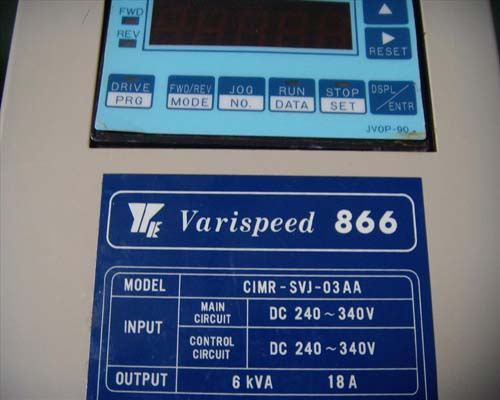 FWD
REV
RESET
DRIVE FWD/REV JOG RUN STOP DSPL
PRG MODE NO. DATA SET ENTR
JVOP-90
Varispeed 866
MODEL CIMR-SVJ-03AA
INPUT MAIN CIRCUIT DC 240~340V
CONTROL CIRCUIT DC 240~340V
OUTPUT 6 kVA 18 A